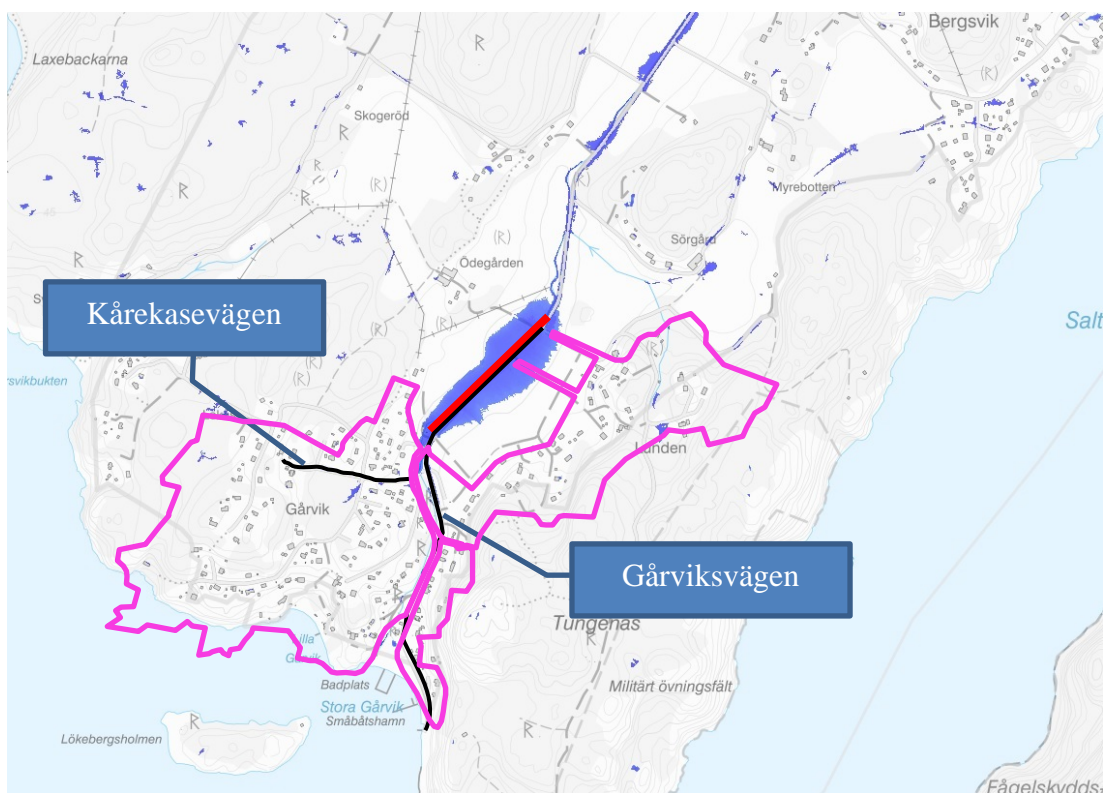 Bergsvik
Laxebackarna
R
Skogeröd
(R)
R
R
Myrebotten
R
(R)
(R)
R
Sörgård
Ödegården
R
Kårekasevägen
(R)
(R)
Salt
(R)
R
Lunden
Gårvik
R
Gårviksvägen
R
Tungenäs
R
Badplats
Militärt övningsfält
Stora Gårvik
Småbåtshamn
R
Lökebergsholmen
Fågelskydds-